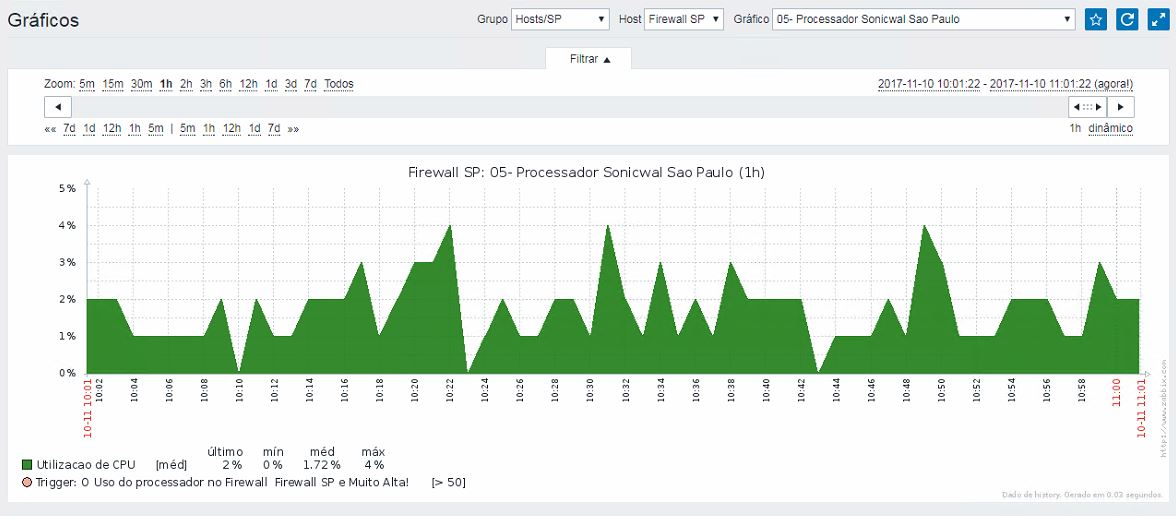 Gráficos Grupo Hosts/SP Host Firewall SP Gráfico 05- Processador Sonicwal Sao Paulo
Filtrar ▲
Zoom: 5m 15m 30m 1h 2h 3h 6h 12h 1d 3d 7d Todos 2017-11-10 10:01:22 - 2017-11-10 11:01:22 (agora!)
«« 7d 1d 12h 1h 5m | 5m 1h 12h 1d 7d »» 1h dinâmico
Firewall SP: 05- Processador Sonicwal Sao Paulo (1h)
5 %
4 %
3 %
2 %
1 %
0 %
10-11 10:01 10:02 10:04 10:06 10:08 10:10 10:12 10:14 10:16 10:18 10:20 10:22 10:24 10:26 10:28 10:30 10:32 10:34 10:36 10:38 10:40 10:42 10:44 10:46 10:48 10:50 10:52 10:54 10:56 10:58 11:00 10-11 11:01
http://www.zabbix.com
último mín méd máx
Utilizacao de CPU [méd] 2 % 0 % 1.72 % 4 %
Trigger: O Uso do processador no Firewall Firewall SP e Muito Alta! [> 50]
Dado de history. Gerado em 0.03 segundos.